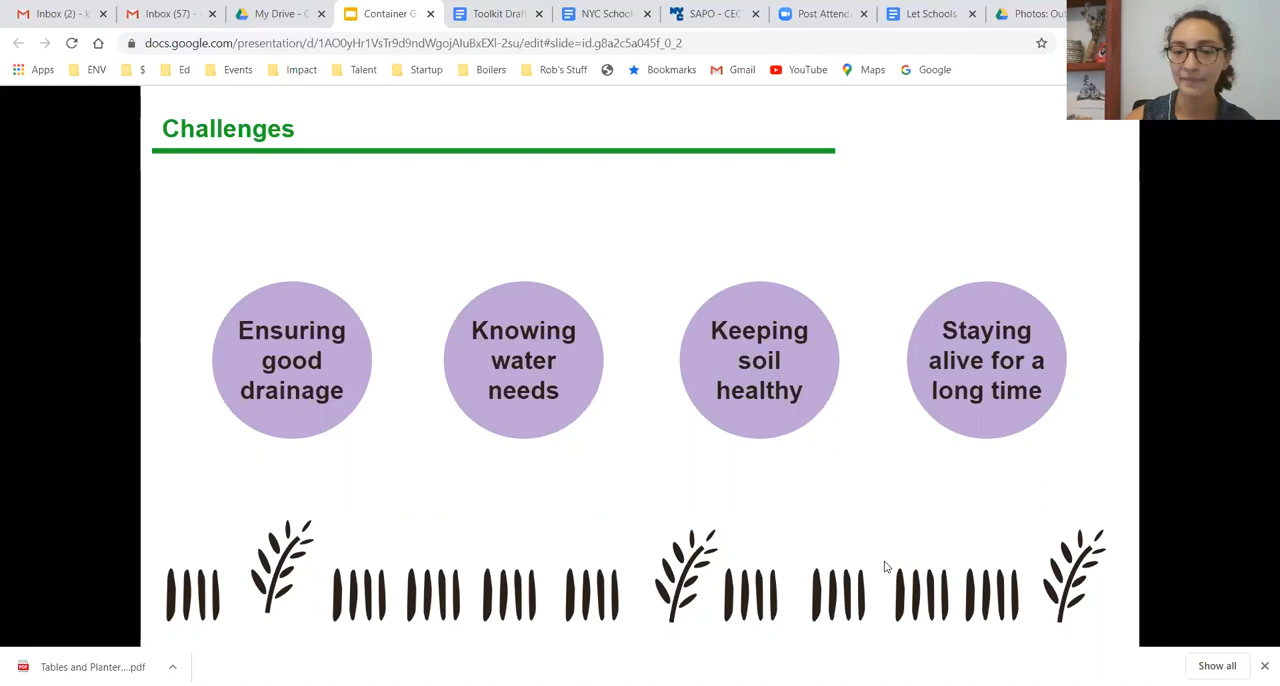 Inbox (2) - k
Inbox (57) -
My Drive - G
Container G
Toolkit Draf
NYC School
SAPO - CEC
Post Attend
Let Schools
Photos: Out
docs.google.com/presentation/d/1AO0yHr1VsTr9d9ndWgojAIuBxEXl-2su/edit#slide=id.g8a2c5a045f_0_2
Apps
ENV
$
Ed
Events
Impact
Talent
Startup
Boilers
Rob's Stuff
Bookmarks
Gmail
YouTube
Maps
Google
Challenges
Ensuring
good
drainage
Knowing
water
needs
Keeping
soil
healthy
Staying
alive for a
long time
Tables and Planter....pdf
Show all